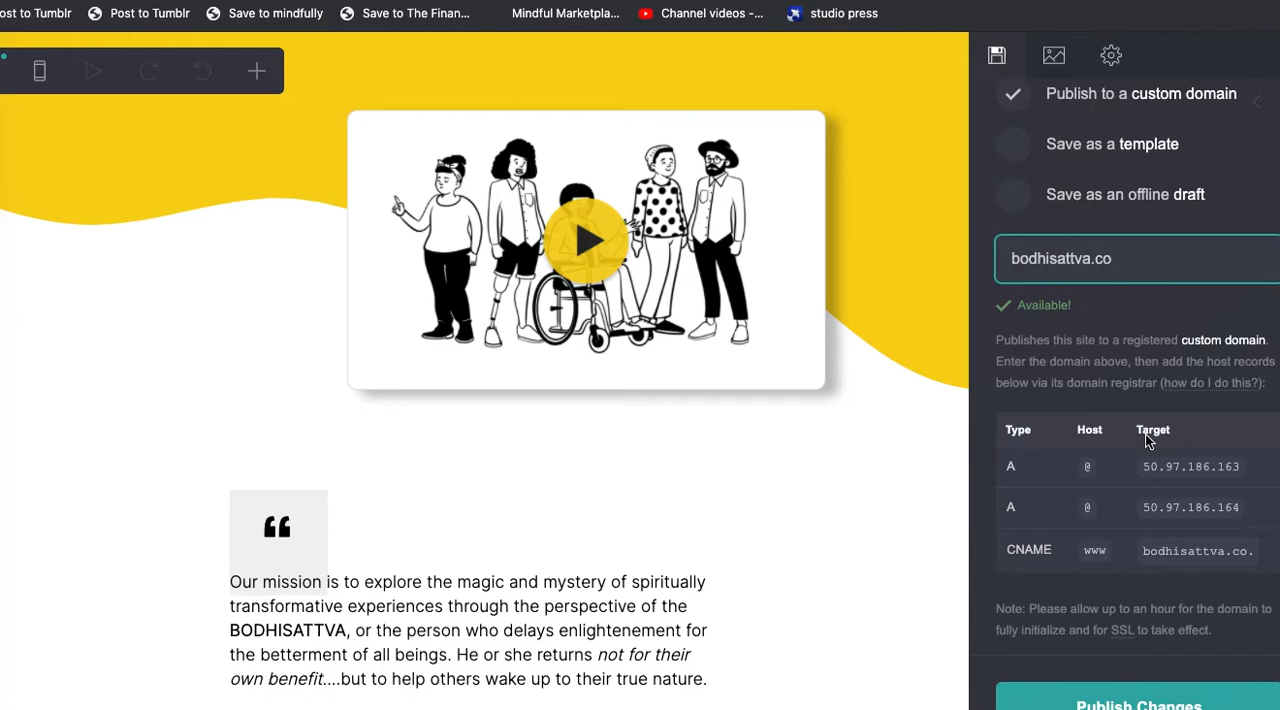 ost to Tumblr Post to Tumblr Save to mindfully Save to The Finan... Mindful Marketpla... Channel videos -... studio press
Publish to a custom domain
Save as a template
Save as an offline draft
bodhisattva.co
Available!
Publishes this site to a registered custom domain.
Enter the domain above, then add the host records
below via its domain registrar (how do I do this?):
Type Host Target
A @ 50.97.186.163
A @ 50.97.186.164
CNAME www bodhisattva.co.
Note: Please allow up to an hour for the domain to
fully initialize and for SSL to take effect.
Publish Changes
“
Our mission is to explore the magic and mystery of spiritually
transformative experiences through the perspective of the
BODHISATTVA, or the person who delays enlightenement for
the betterment of all beings. He or she returns not for their
own benefit....but to help others wake up to their true nature.